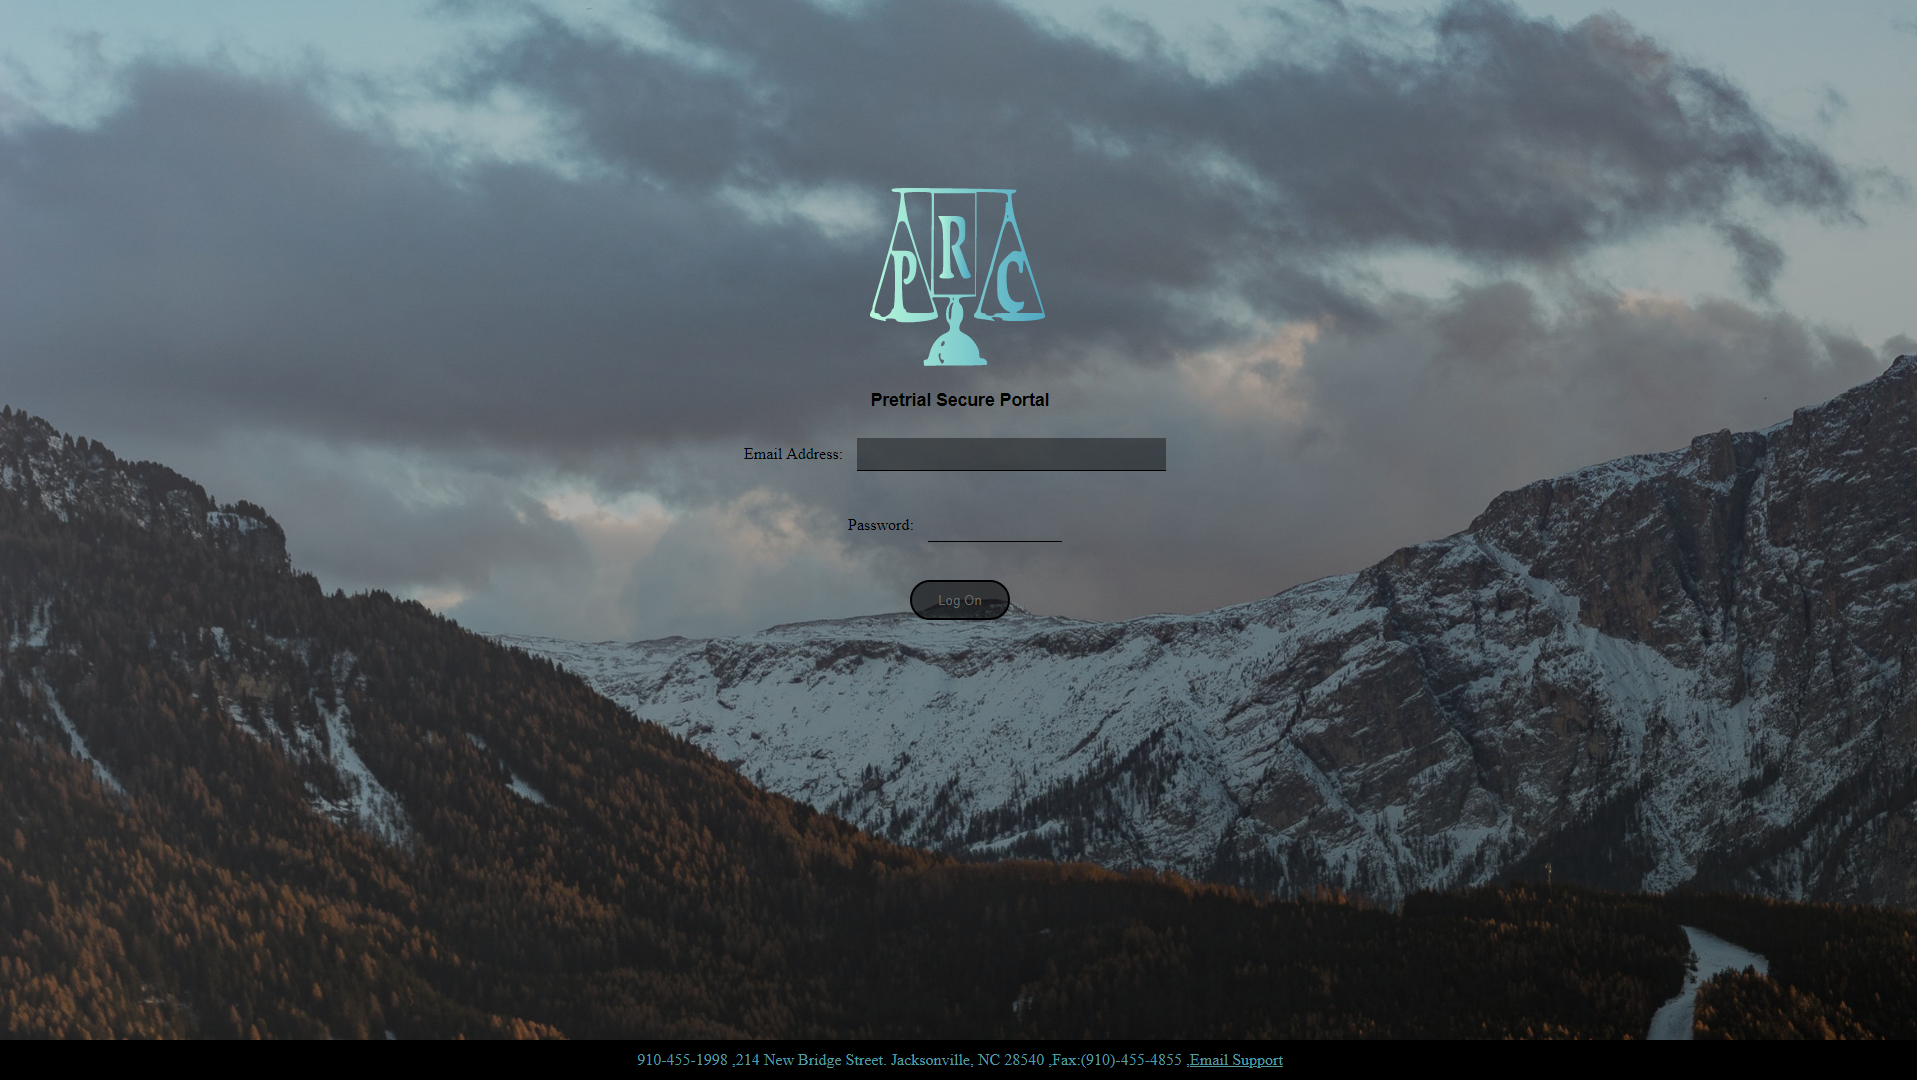 P R C
Pretrial Secure Portal
Email Address:
Password:
Log On
910-455-1998 ,214 New Bridge Street. Jacksonville, NC 28540 ,Fax:(910)-455-4855 ,Email Support